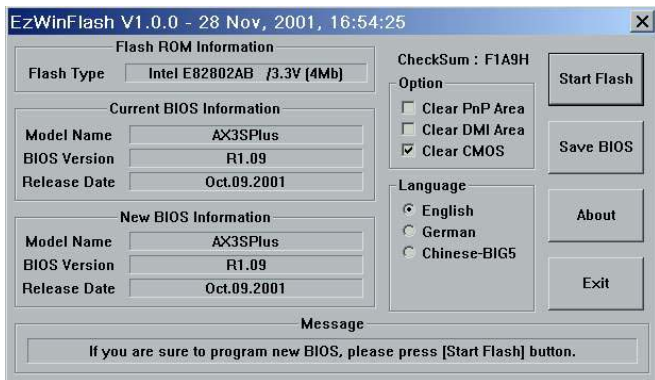 EzWinFlash V1.0.0 - 28 Nov, 2001, 16:54:25
Flash ROM Information
Flash Type Intel E82802AB /3.3V (4Mb)
Current BIOS Information
Model Name AX3SPlus
BIOS Version R1.09
Release Date Oct.09.2001
New BIOS Information
Model Name AX3SPlus
BIOS Version R1.09
Release Date Oct.09.2001
CheckSum : F1A9H
Option
Clear PnP Area
Clear DMI Area
Clear CMOS
Language
English
German
Chinese-BIG5
Start Flash
Save BIOS
About
Exit
Message
If you are sure to program new BIOS, please press [Start Flash] button.